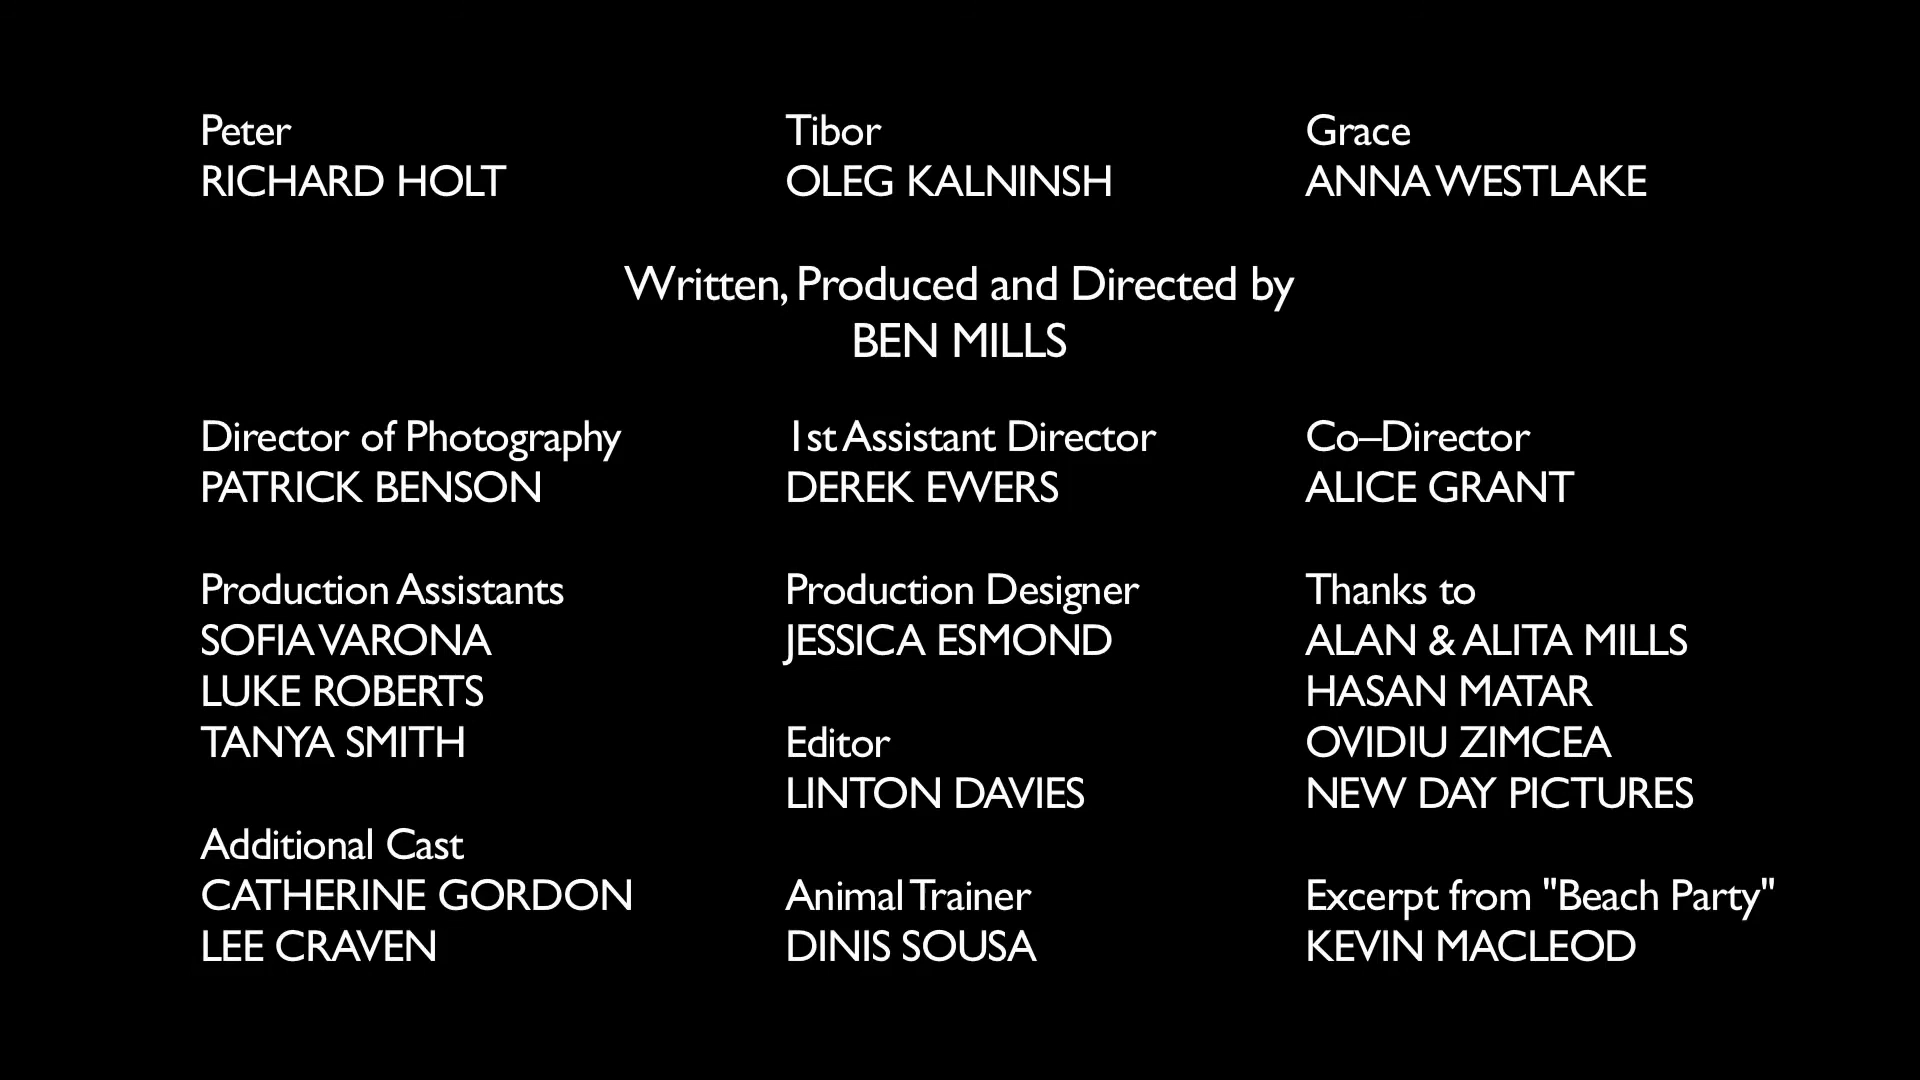 Peter
RICHARD HOLT
Tibor
OLEG KALNINSH
Grace
ANNA WESTLAKE
Written, Produced and Directed by
BEN MILLS
Director of Photography
PATRICK BENSON
1st Assistant Director
DEREK EWERS
Co–Director
ALICE GRANT
Production Assistants
SOFIA VARONA
LUKE ROBERTS
TANYA SMITH
Additional Cast
CATHERINE GORDON
LEE CRAVEN
Production Designer
JESSICA ESMOND
Editor
LINTON DAVIES
Animal Trainer
DINIS SOUSA
Thanks to
ALAN & ALITA MILLS
HASAN MATAR
OVIDIU ZIMCEA
NEW DAY PICTURES
Excerpt from "Beach Party"
KEVIN MACLEOD